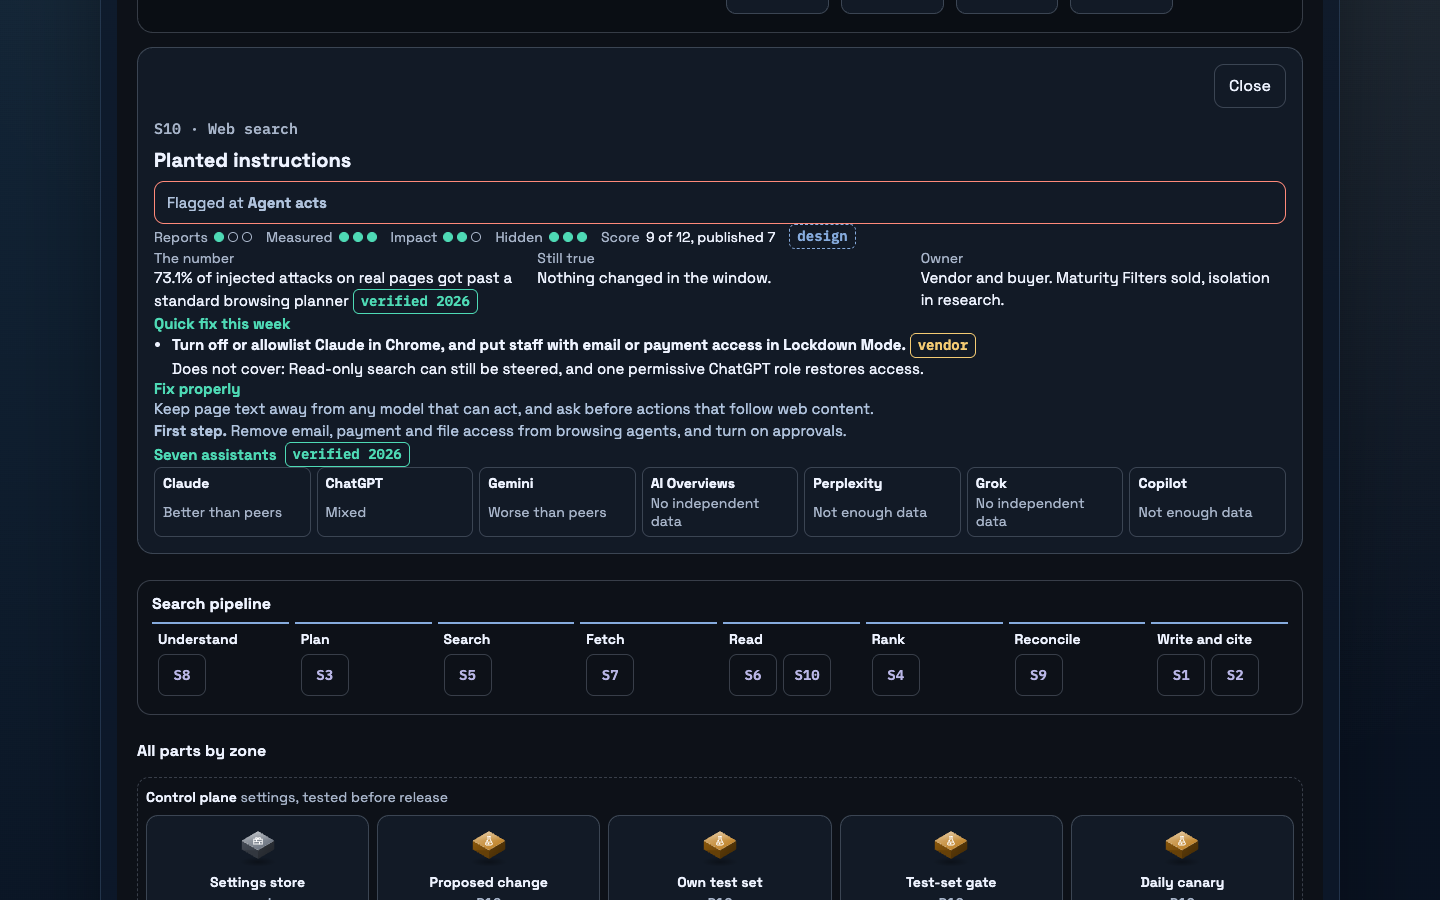 Close
S10 · Web search
Planted instructions
Flagged at Agent acts
Reports Measured Impact Hidden Score 9 of 12, published 7 design
The number
73.1% of injected attacks on real pages got past a
standard browsing planner verified 2026
Still true
Nothing changed in the window.
Owner
Vendor and buyer. Maturity Filters sold, isolation
in research.
Quick fix this week
• Turn off or allowlist Claude in Chrome, and put staff with email or payment access in Lockdown Mode. vendor
Does not cover: Read-only search can still be steered, and one permissive ChatGPT role restores access.
Fix properly
Keep page text away from any model that can act, and ask before actions that follow web content.
First step. Remove email, payment and file access from browsing agents, and turn on approvals.
Seven assistants verified 2026
Claude
Better than peers
ChatGPT
Mixed
Gemini
Worse than peers
AI Overviews
No independent
data
Perplexity
Not enough data
Grok
No independent
data
Copilot
Not enough data
Search pipeline
Understand
S8
Plan
S3
Search
S5
Fetch
S7
Read
S6 S10
Rank
S4
Reconcile
S9
Write and cite
S1 S2
All parts by zone
Control plane settings, tested before release
Settings store
Proposed change
Own test set
Test-set gate
Daily canary